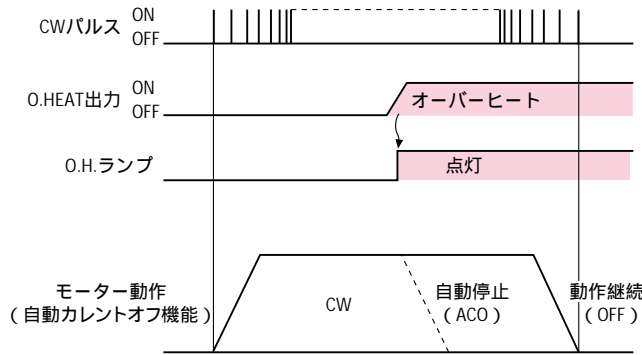 CWパルス
ON
OFF
O.HEAT出力
ON
OFF
オーバーヒート
O.H.ランプ
点灯
モーター動作
(自動カレントオフ機能)
CW
自動停止
(ACO)
動作継続
(OFF)